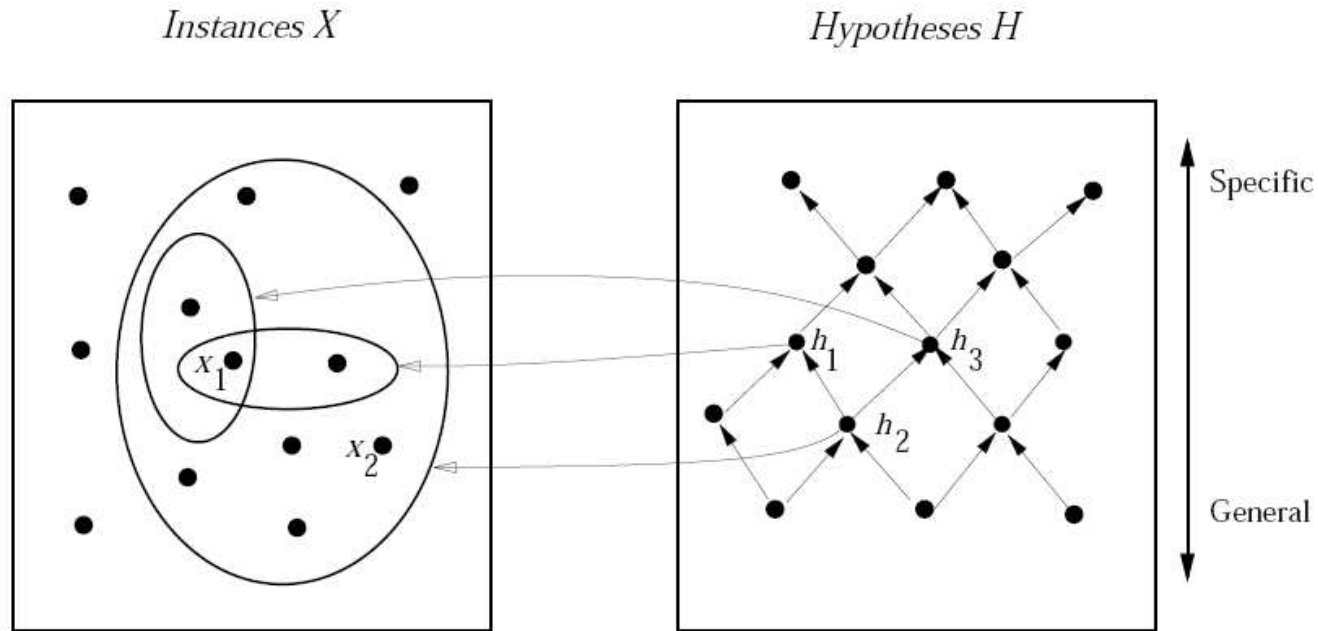 Instances X
Hypotheses H
Specific
x1
h1
h3
x2
h2
General